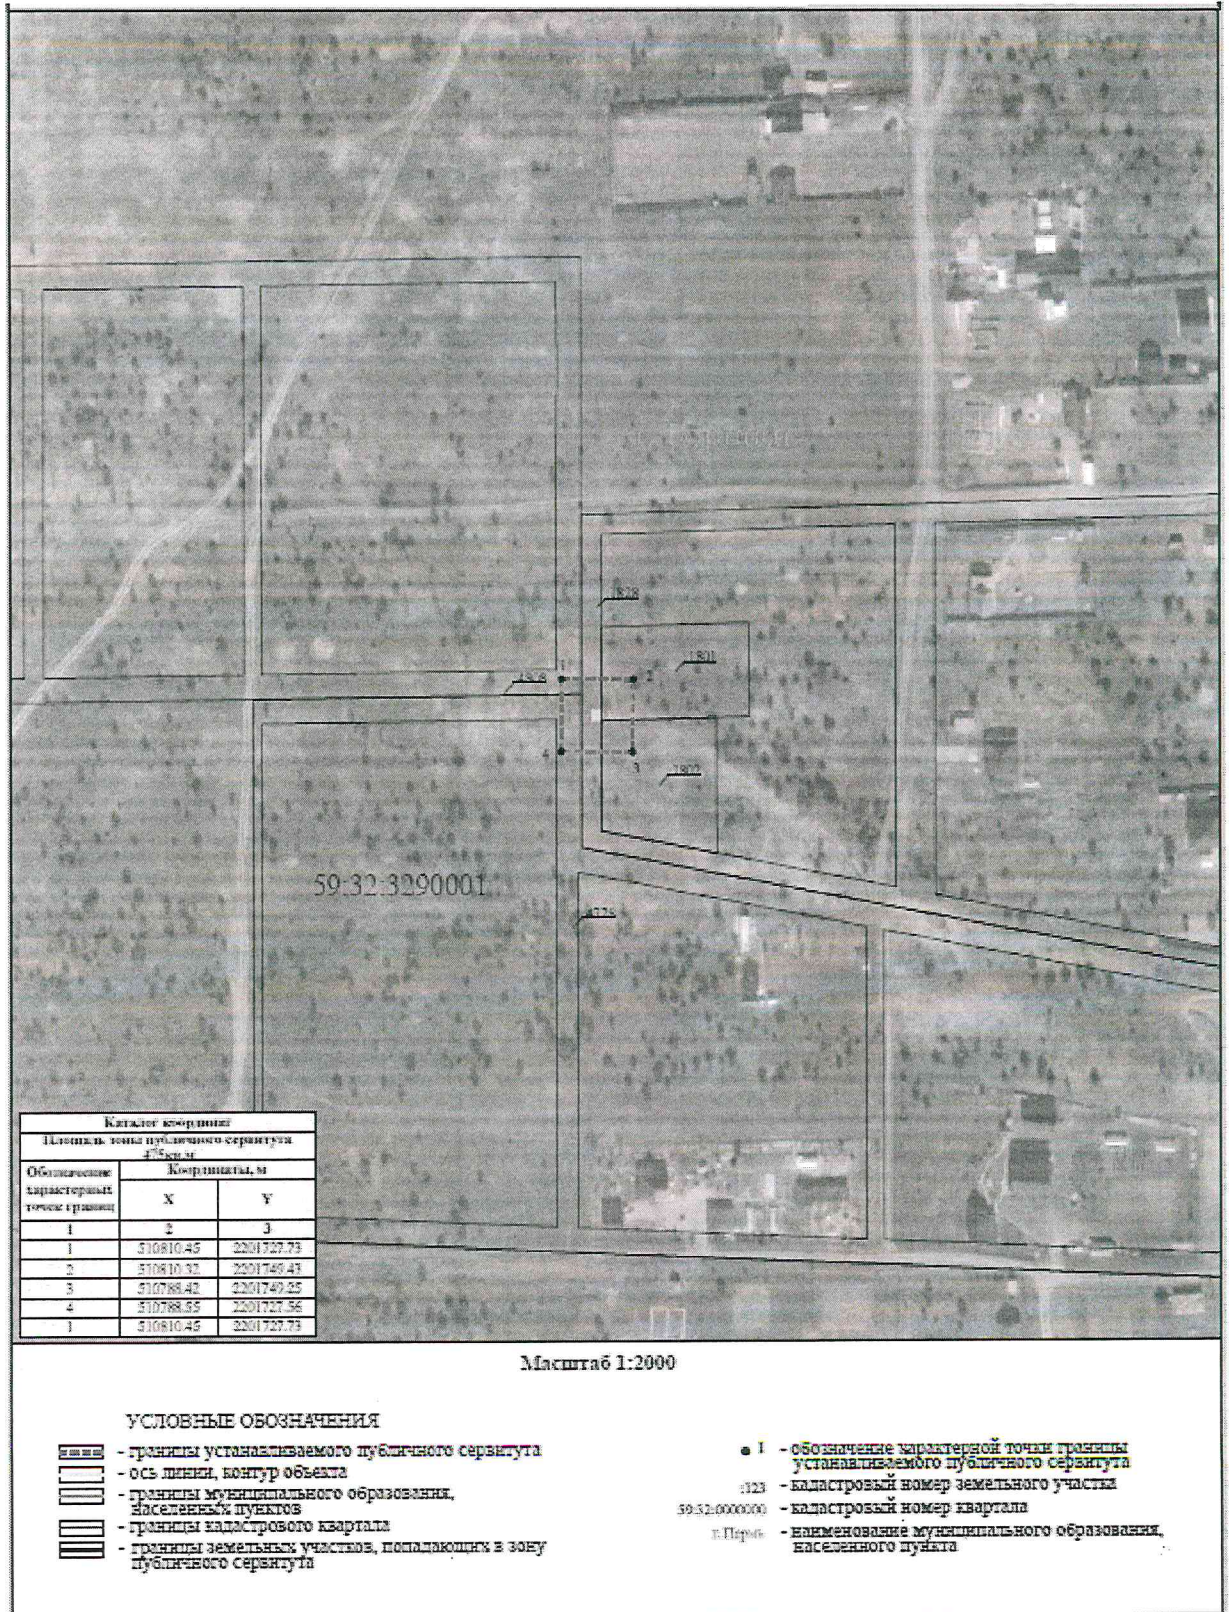 :1828
:1801
1
2
4
3
:1802
59:32:3290001
Каталог координат
Площадь зоны публичного сервитута
475кв.м
Обозначение характерных точек границ
Координаты, м
X
Y
1
2
3
1
510810.45
2201727.73
2
510810.32
2201749.43
3
510788.42
2201749.25
4
510788.55
2201727.56
1
510810.45
2201727.73
Масштаб 1:2000
УСЛОВНЫЕ ОБОЗНАЧЕНИЯ
- границы устанавливаемого публичного сервитута
- ось линии, контур объекта
- границы муниципального образования,
населенных пунктов
- границы кадастрового квартала
- границы земельных участков, попадающих в зону
публичного сервитута
1 - обозначение характерной точки границы
устанавливаемого публичного сервитута
:123 - кадастровый номер земельного участка
59:32:0000000 - кадастровый номер квартала
г.Пермь - наименование муниципального образования,
населенного пункта